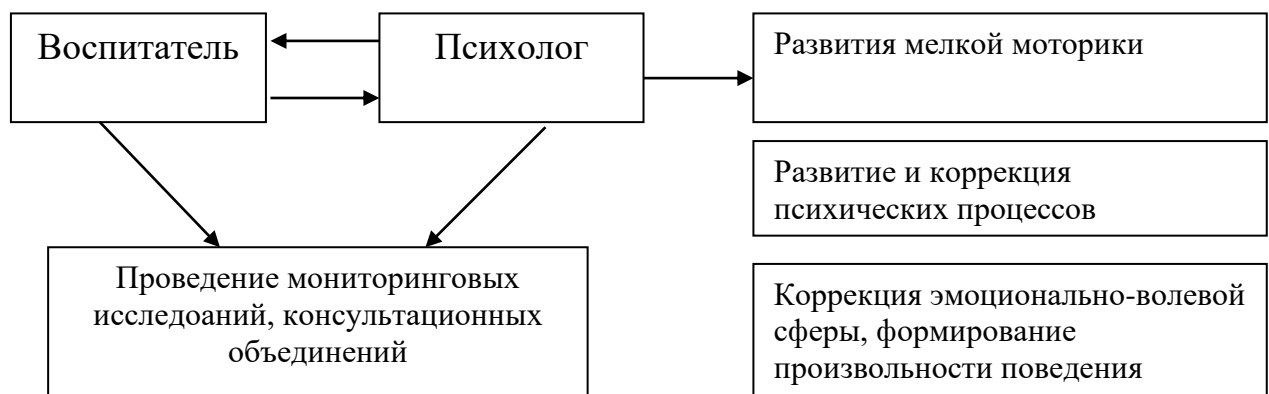 Воспитатель
Психолог
Развития мелкой моторики
Развитие и коррекция
психических процессов
Проведение мониторинговых
исследоаний, консультационных
объединений
Коррекция эмоционально-волевой
сферы, формирование
произвольности поведения